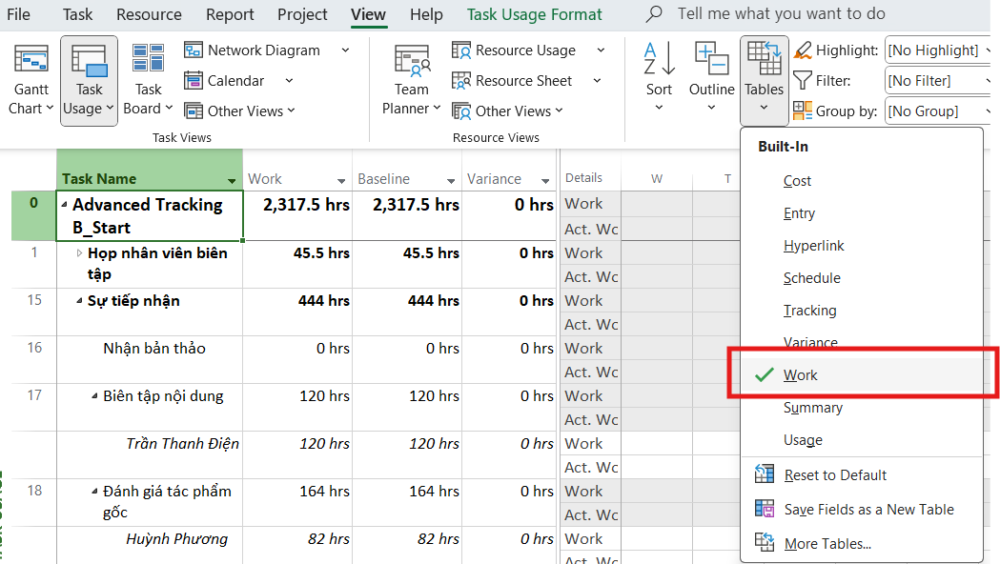 File Task Resource Report Project View Help Task Usage Format Tell me what you want to do
Gantt Chart
Task Usage
Task Board
Network Diagram
Calendar
Other Views
Task Views
Team Planner
Resource Usage
Resource Sheet
Other Views
Resource Views
Sort
Outline
Tables
Highlight: [No Highlight]
Filter: [No Filter]
Group by: [No Group]
Built-In
Cost
Entry
Hyperlink
Schedule
Tracking
Variance
Work
Summary
Usage
Reset to Default
Save Fields as a New Table
More Tables...
Task Name Work Baseline Variance Details W T
0 Advanced Tracking 2,317.5 hrs 2,317.5 hrs 0 hrs Work
B_Start Act. Wc
1 Họp nhân viên biên 45.5 hrs 45.5 hrs 0 hrs Work
tập Act. Wc
15 Sự tiếp nhận 444 hrs 444 hrs 0 hrs Work
Act. Wc
16 Nhận bản thảo 0 hrs 0 hrs 0 hrs Work
Act. Wc
17 Biên tập nội dung 120 hrs 120 hrs 0 hrs Work
Act. Wc
Trần Thanh Điện 120 hrs 120 hrs 0 hrs Work
Act. Wc
18 Đánh giá tác phẩm 164 hrs 164 hrs 0 hrs Work
gốc Act. Wc
Huỳnh Phương 82 hrs 82 hrs 0 hrs Work